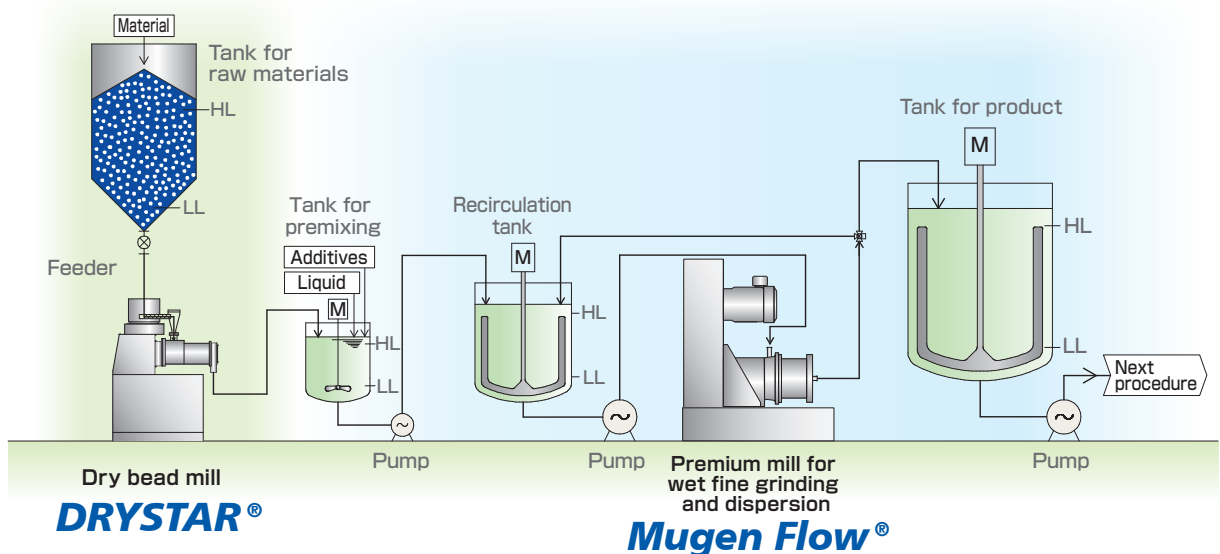 Material
Tank for
raw materials
HL
LL
Feeder
Tank for
premixing
Additives
Liquid
M
HL
LL
Recirculation
tank
M
HL
LL
Tank for product
M
HL
LL
Next
procedure
Pump
Pump
Pump
Dry bead mill
DRYSTAR®
Premium mill for
wet fine grinding
and dispersion
Mugen Flow®